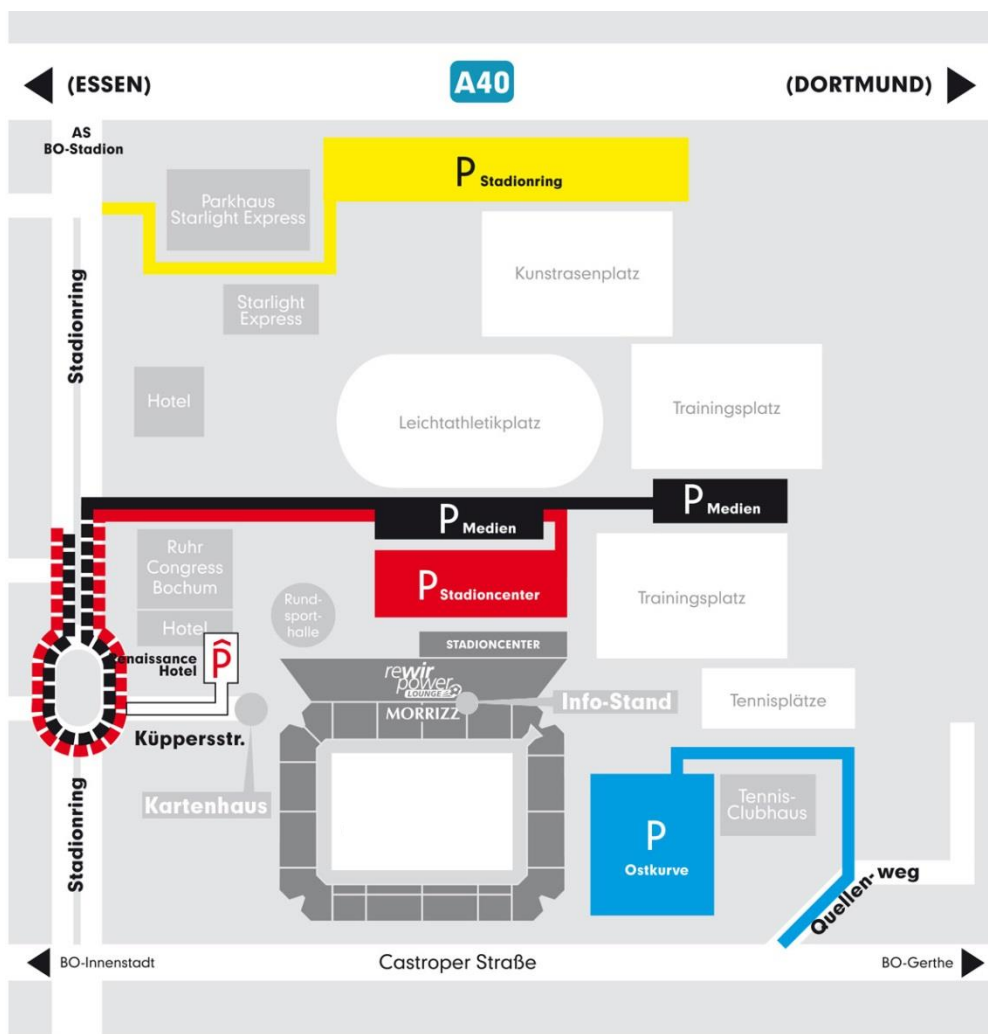 (ESSEN)
A40
(DORTMUND)
AS
BO-Stadion
P Stadionring
Parkhaus
Starlight Express
Kunstrasenplatz
Starlight
Express
Stadionring
Hotel
Leichtathletikplatz
Trainingsplatz
P Medien
P Medien
Ruhr
Congress
Bochum
P Stadioncenter
Rund-
sport-
halle
Trainingsplatz
Hotel
STADIONCENTER
Renaissance
Hotel
P
rewir
power
LOUNGE
MORRIZZ
Info-Stand
Tennisplätze
Küppersstr.
Kartenhaus
Stadionring
P
Ostkurve
Tennis-
Clubhaus
Quellen-weg
BO-Innenstadt
Castroper Straße
BO-Gerthe